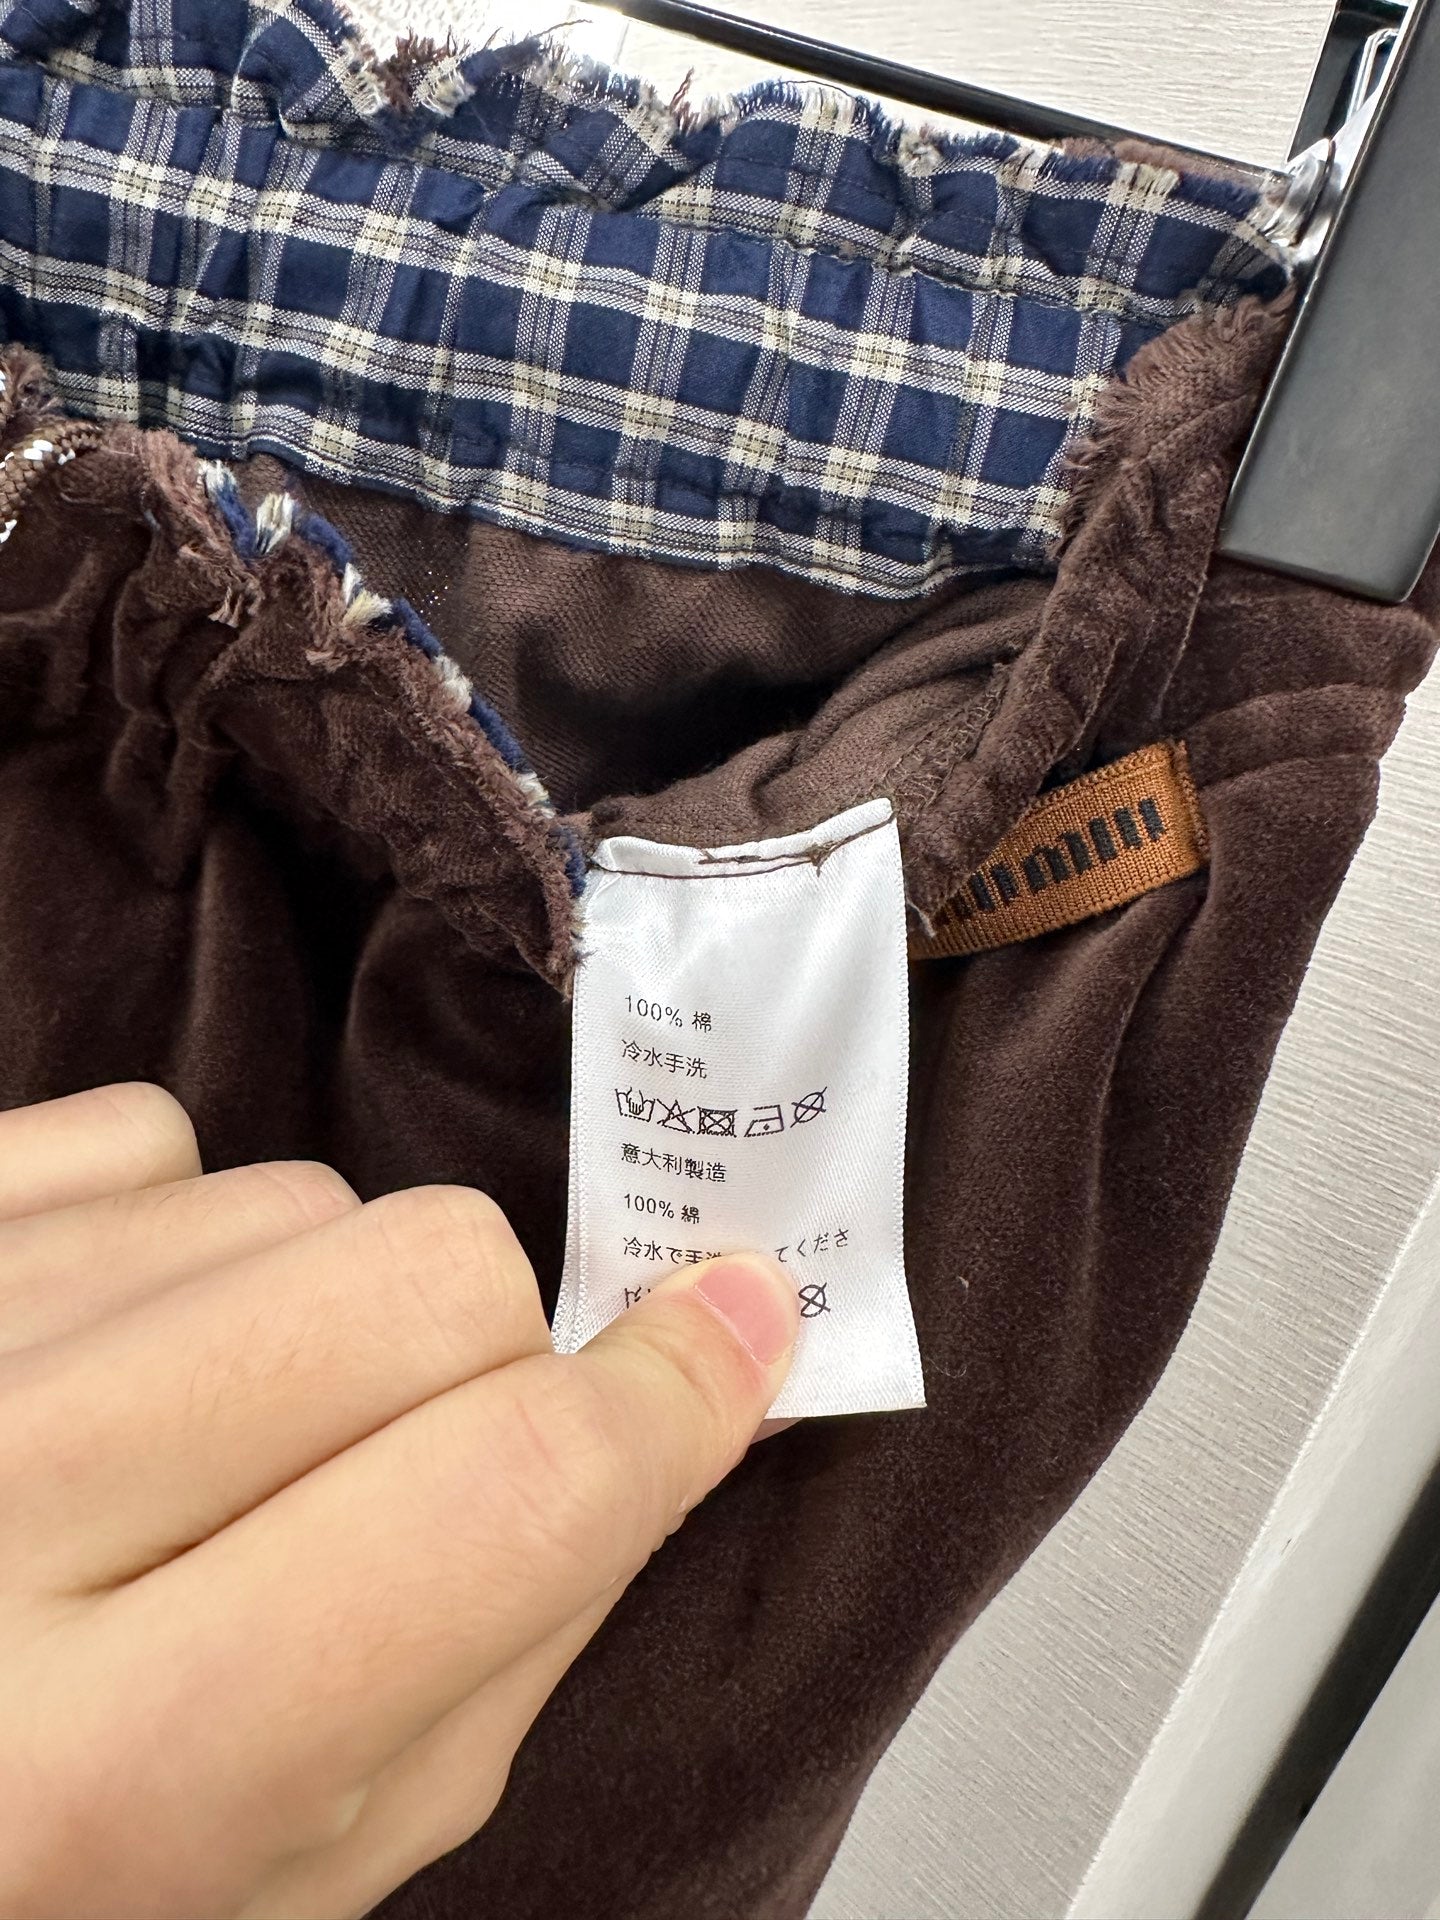 100% 棉
冷水手洗
意大利製造
100% 綿
冷水で手洗 てくださ